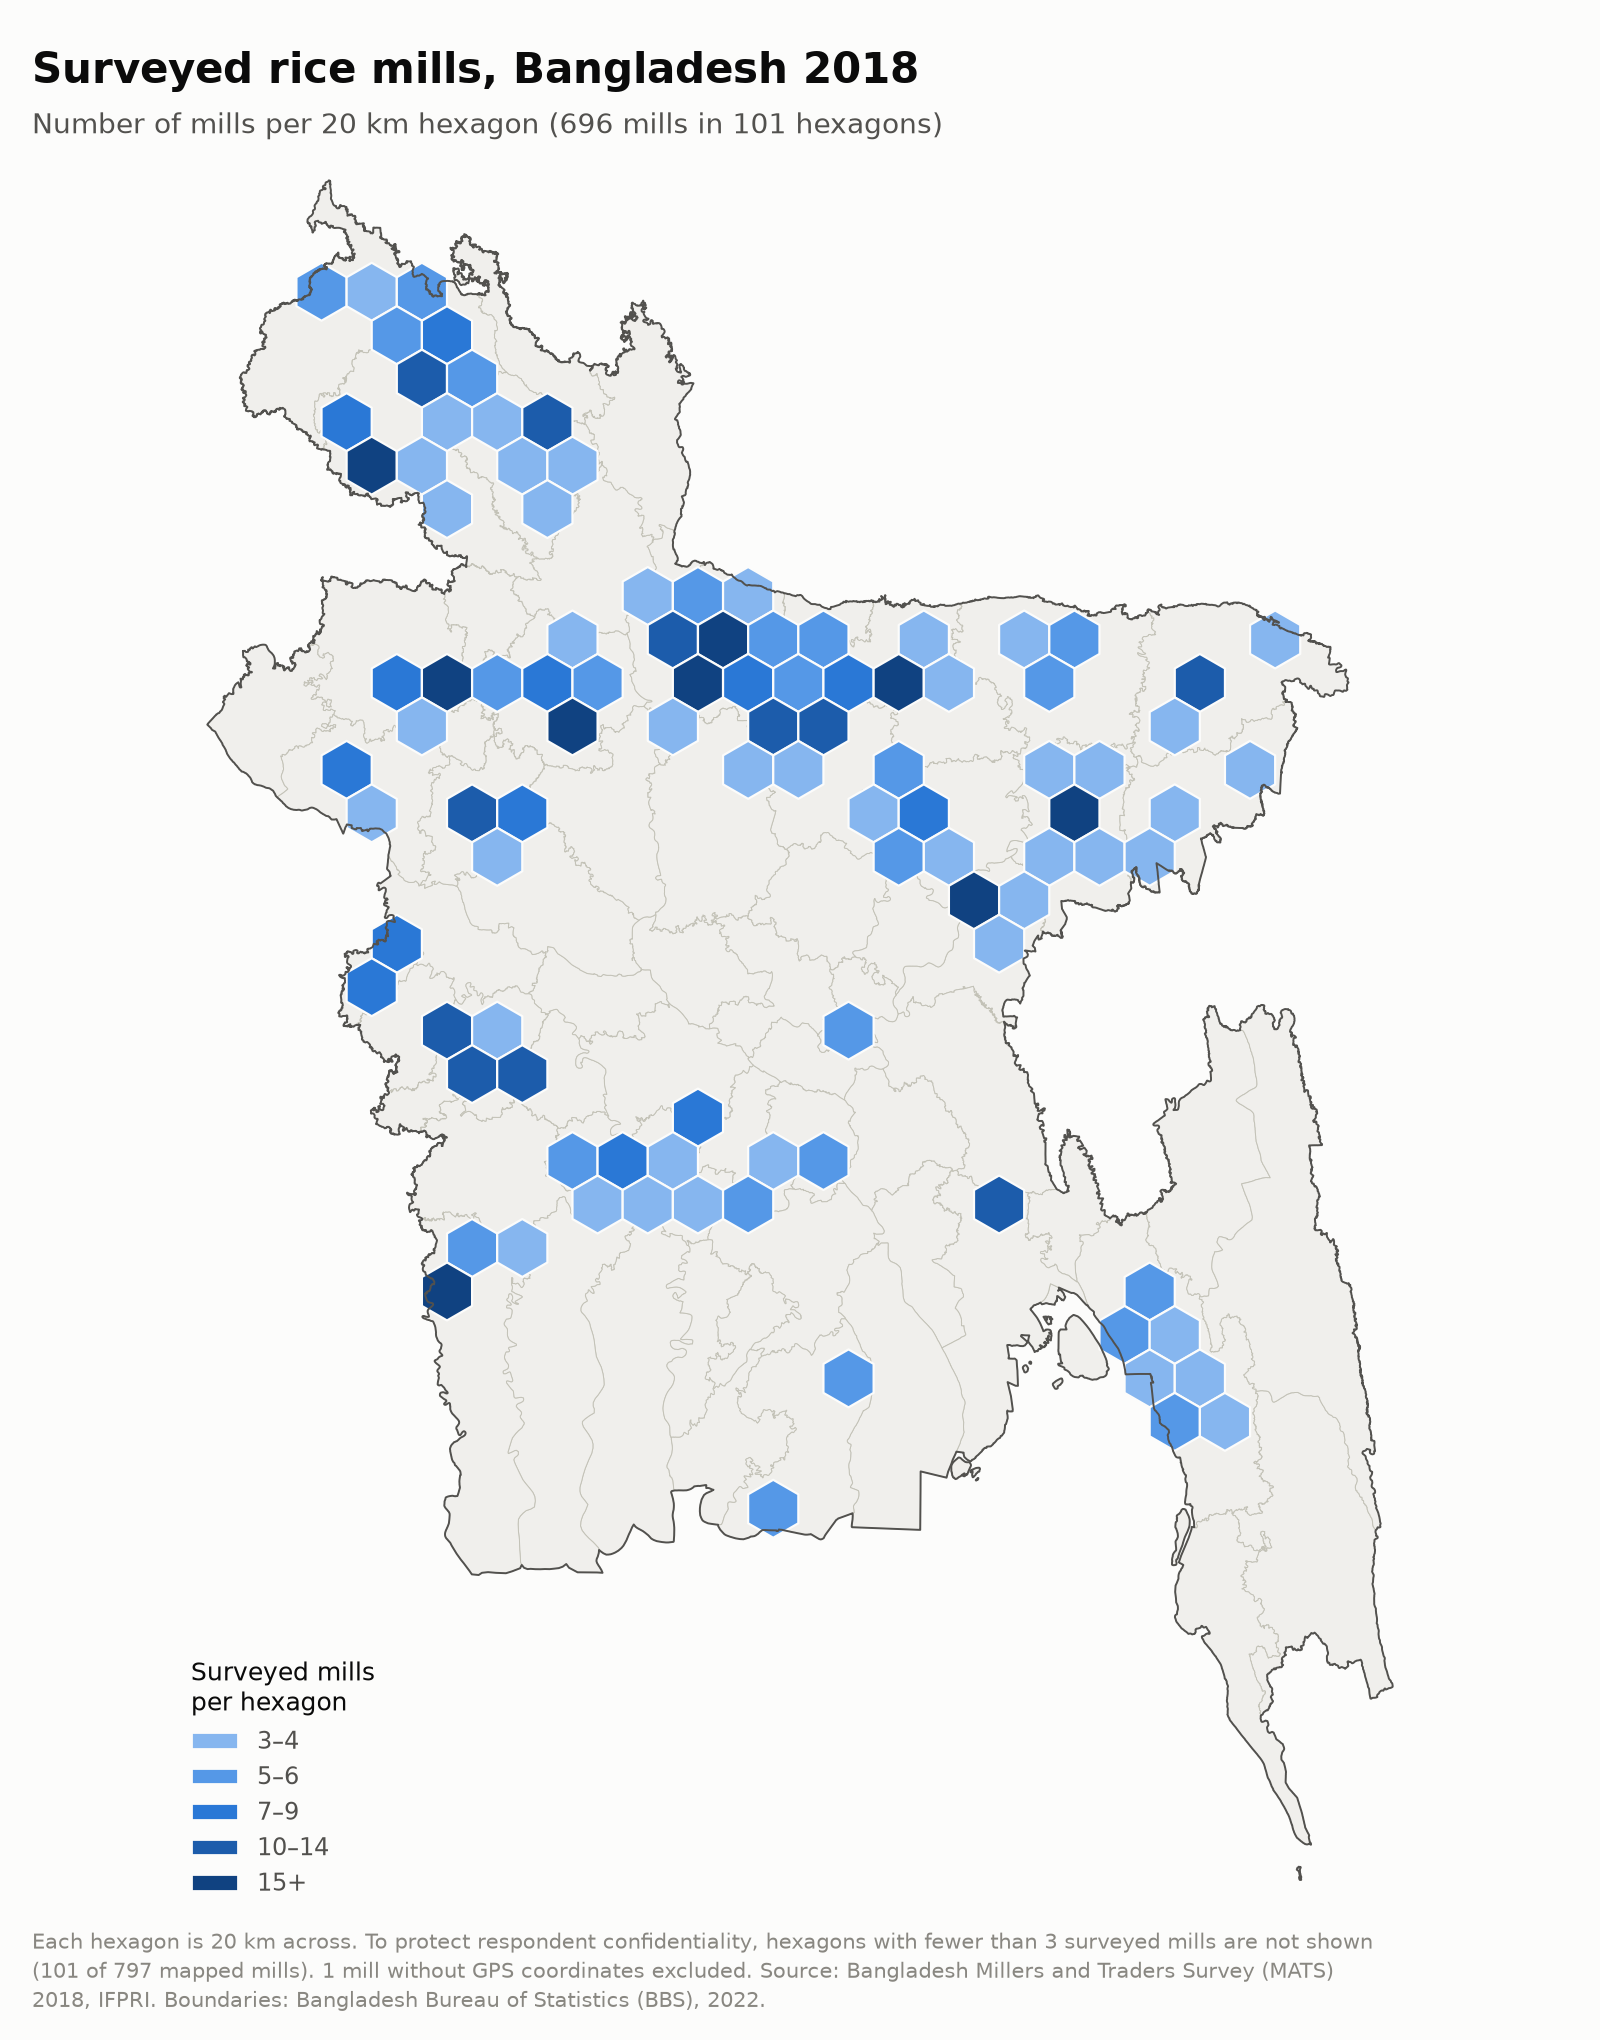 Surveyed rice mills, Bangladesh 2018
Number of mills per 20 km hexagon (696 mills in 101 hexagons)
Surveyed mills
per hexagon
3–4
5–6
7–9
10–14
15+
Each hexagon is 20 km across. To protect respondent confidentiality, hexagons with fewer than 3 surveyed mills are not shown
(101 of 797 mapped mills). 1 mill without GPS coordinates excluded. Source: Bangladesh Millers and Traders Survey (MATS)
2018, IFPRI. Boundaries: Bangladesh Bureau of Statistics (BBS), 2022.